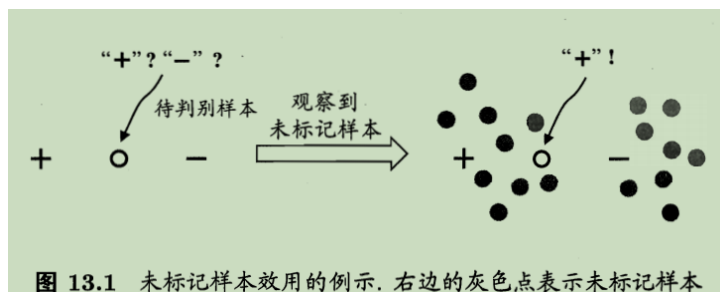 “+”? “−” ?
待判别样本
+
−
观察到
未标记样本
“+” !
+
−
图 13.1 未标记样本效用的例示. 右边的灰色点表示未标记样本